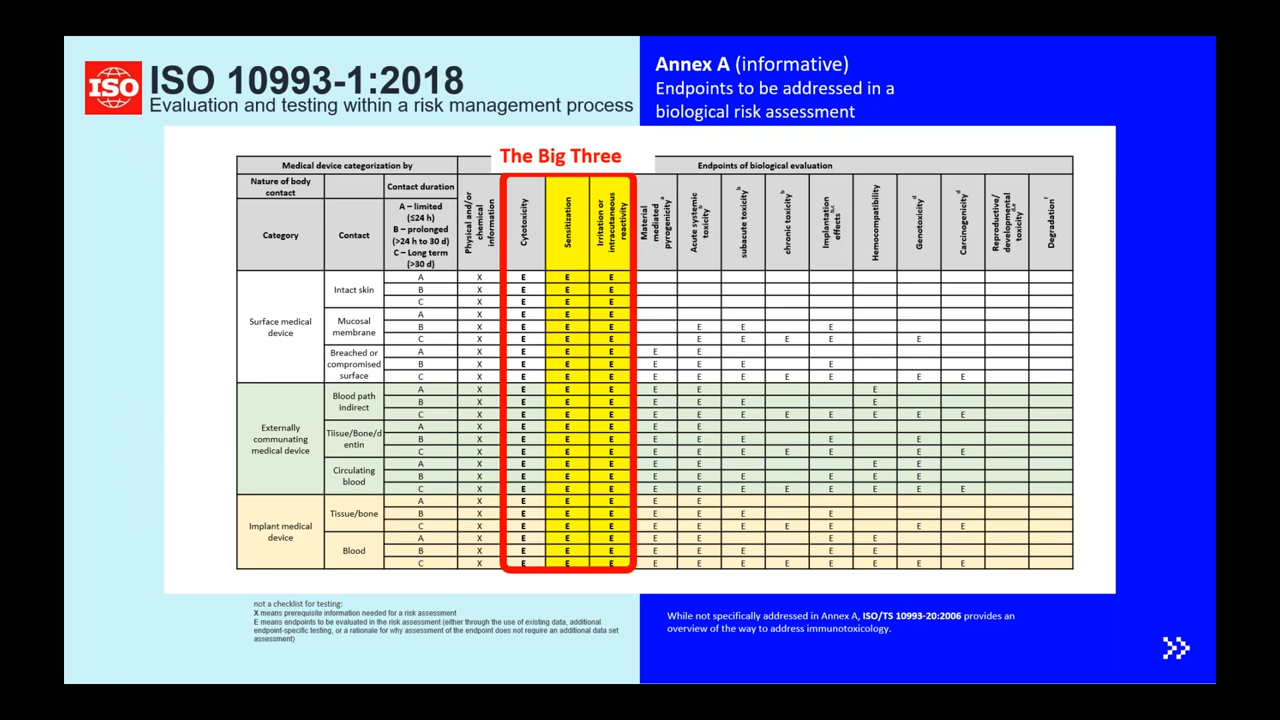 ISO
ISO 10993-1:2018
Evaluation and testing within a risk management process
Annex A (informative)
Endpoints to be addressed in a
biological risk assessment
The Big Three
Medical device categorization by
Endpoints of biological evaluation
Nature of body
contact
Contact duration
Category
Contact
A – limited
(≤24 h)
B – prolonged
(>24 h to 30 d)
C – Long term
(>30 d)
Physical and/or
chemical
information
Cytotoxicity
Sensitization
Irritation or
intracutaneous
reactivity
Material
mediated
pyrogenicity a
Acute systemic
toxicity b
subacute toxicity b
chronic toxicity b
Implantation
effects b,c
Hemocompatibility
Genotoxicity d
Carcinogenicity d
Reproductive/
developmental
toxicity d,e
Degradation f
Surface medical
device
Intact skin
A X E E E
B X E E E
C X E E E
Mucosal
membrane
A X E E E
B X E E E E E E
C X E E E E E E E E
Breached or
compromised
surface
A X E E E E E
B X E E E E E E E
C X E E E E E E E E E E
Externally
communating
medical device
Blood path
indirect
A X E E E E E E
B X E E E E E E E
C X E E E E E E E E E E E
Tiisue/Bone/d
entin
A X E E E E E
B X E E E E E E E E
C X E E E E E E E E E E
Circulating
blood
A X E E E E E E E
B X E E E E E E E E E
C X E E E E E E E E E E E
Implant medical
device
Tissue/bone
A X E E E E E
B X E E E E E E E
C X E E E E E E E E E E
Blood
A X E E E E E E E
B X E E E E E E E E
C X E E E E E E E E E E E
not a checklist for testing:
X means prerequisite information needed for a risk assessment
E means endpoints to be evaluated in the risk assessment (either through the use of existing data, additional
endpoint-specific testing, or a rationale for why assessment of the endpoint does not require an additional data set
assessment)
While not specifically addressed in Annex A, ISO/TS 10993-20:2006 provides an
overview of the way to address immunotoxicology.